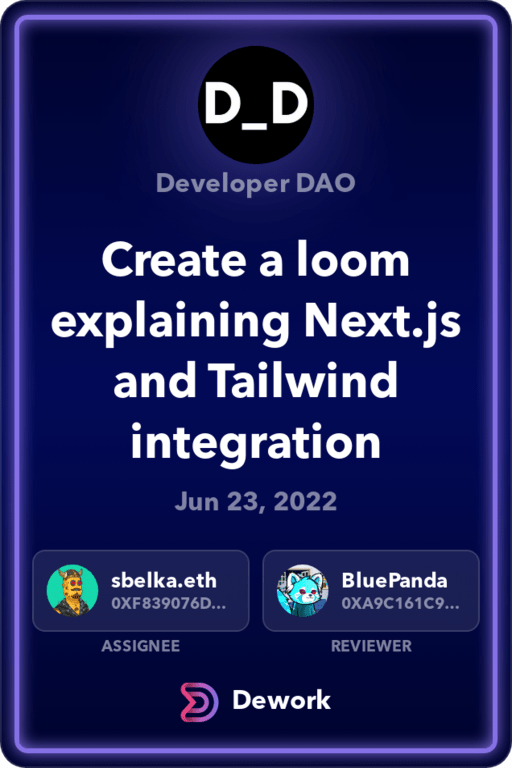 D_D
Developer DAO
Create a loom
explaining Next.js
and Tailwind
integration
Jun 23, 2022
sbelka.eth
0XF839076D...
ASSIGNEE
BluePanda
0XA9C161C9...
REVIEWER
Dework